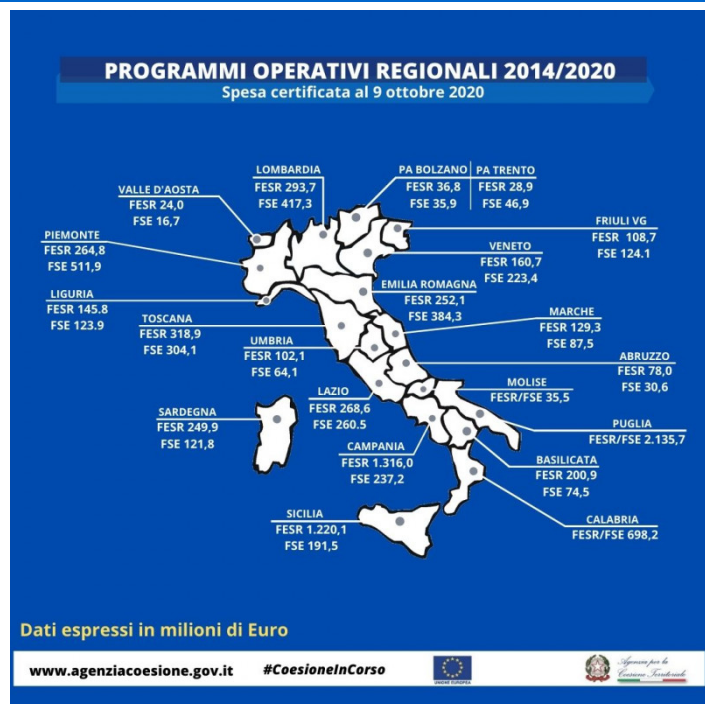 PROGRAMMI OPERATIVI REGIONALI 2014/2020
Spesa certificata al 9 ottobre 2020
LOMBARDIA
FESR 293,7
FSE 417,3
PA BOLZANO
FESR 36,8
FSE 35,9
PA TRENTO
FESR 28,9
FSE 46,9
VALLE D'AOSTA
FESR 24,0
FSE 16,7
FRIULI VG
FESR 108,7
FSE 124.1
PIEMONTE
FESR 264,8
FSE 511,9
VENETO
FESR 160,7
FSE 223,4
EMILIA ROMAGNA
FESR 252,1
FSE 384,3
LIGURIA
FESR 145.8
FSE 123.9
TOSCANA
FESR 318,9
FSE 304,1
MARCHE
FESR 129,3
FSE 87,5
UMBRIA
FESR 102,1
FSE 64,1
ABRUZZO
FESR 78,0
FSE 30,6
MOLISE
FESR/FSE 35,5
LAZIO
FESR 268,6
FSE 260.5
SARDEGNA
FESR 249,9
FSE 121,8
PUGLIA
FESR/FSE 2.135,7
CAMPANIA
FESR 1.316,0
FSE 237,2
BASILICATA
FESR 200,9
FSE 74,5
SICILIA
FESR 1.220,1
FSE 191,5
CALABRIA
FESR/FSE 698,2
Dati espressi in milioni di Euro
www.agenziacoesione.gov.it
#CoesioneInCorso
UNIONE EUROPEA
Agenzia per la
Coesione Territoriale